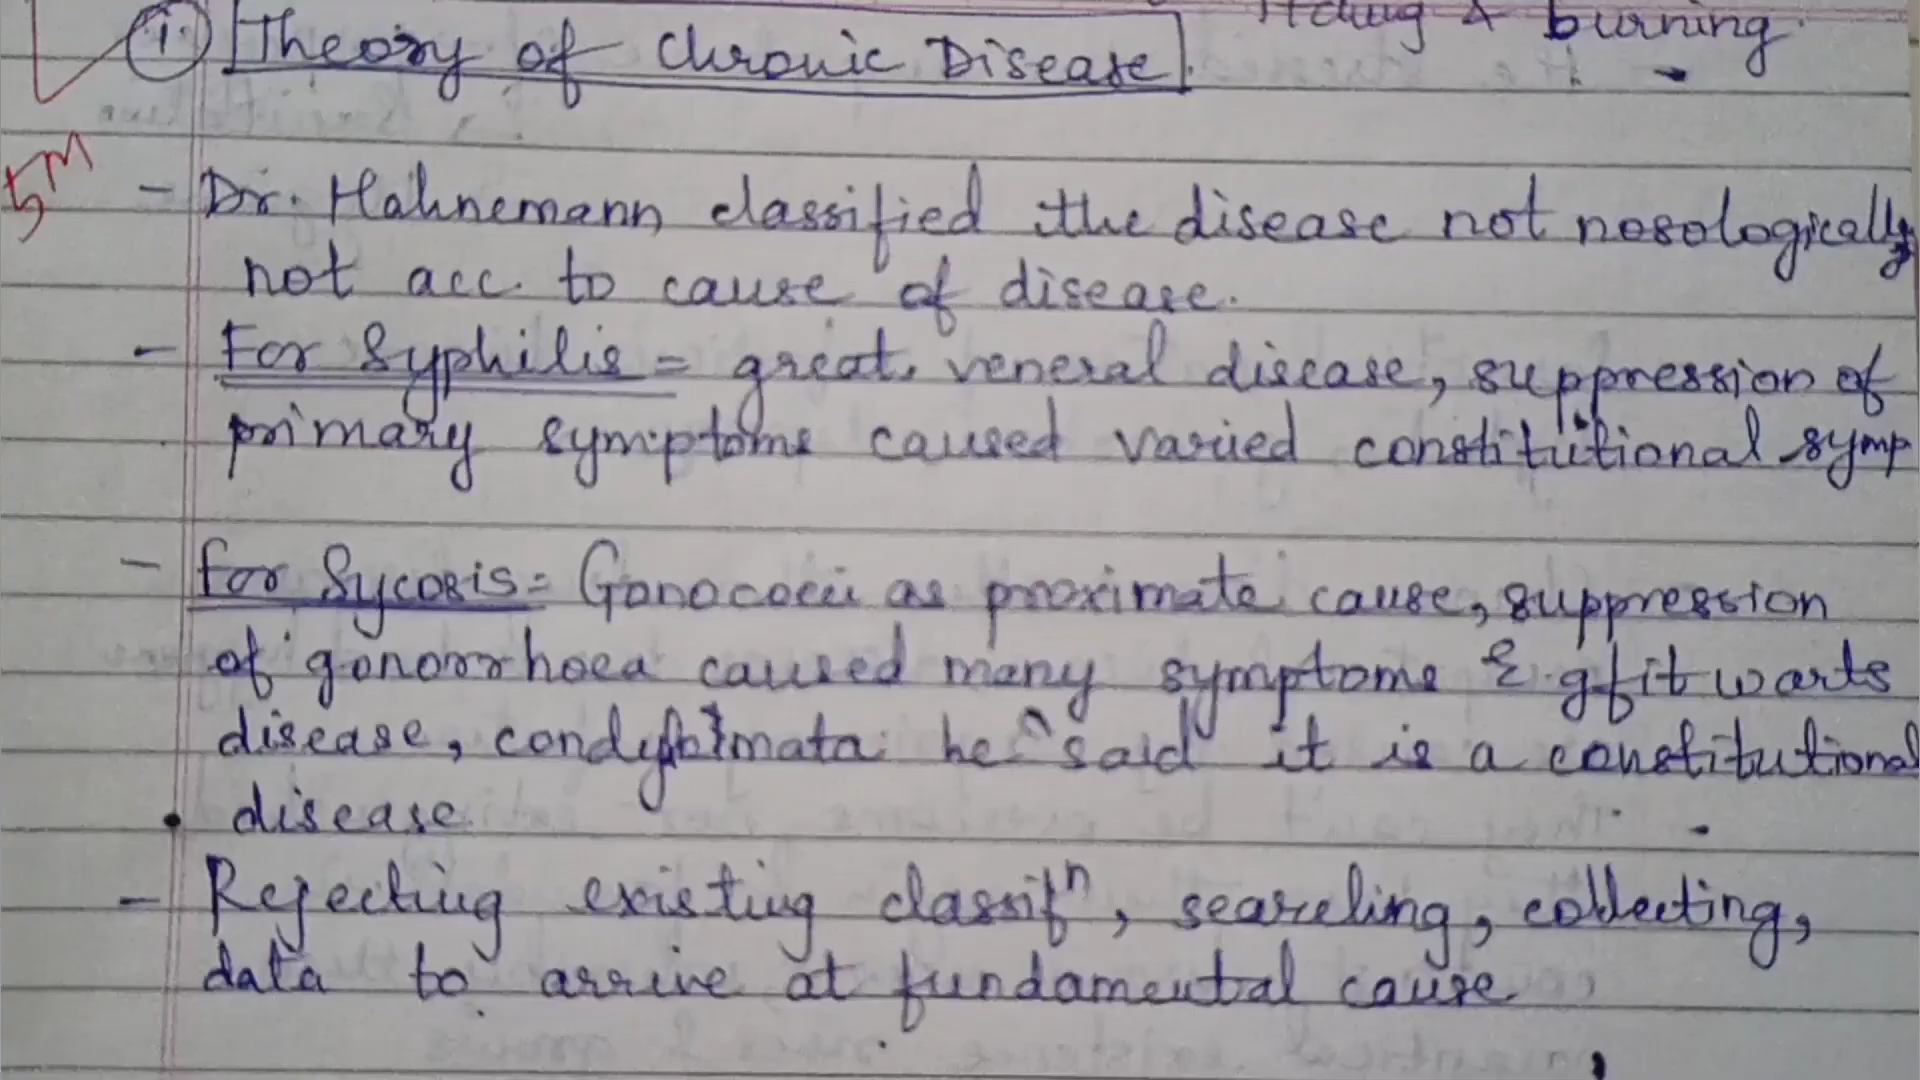 Itching & burning
1. Theory of Chronic Disease.
5M
- Dr. Hahnemann classified the disease not nosologically,
not acc. to cause of disease.
- For Syphilis = great veneral disease, suppression of
primary symptoms caused varied constitutional symp
- For Sycosis = Gonococci as proximate cause, suppression
of gonorrhoea caused many symptoms & gfit warts
disease, condylomata he said it is a constitutional
disease
- Rejecting existing classifn, searching, collecting,
data to arrive at fundamental cause.